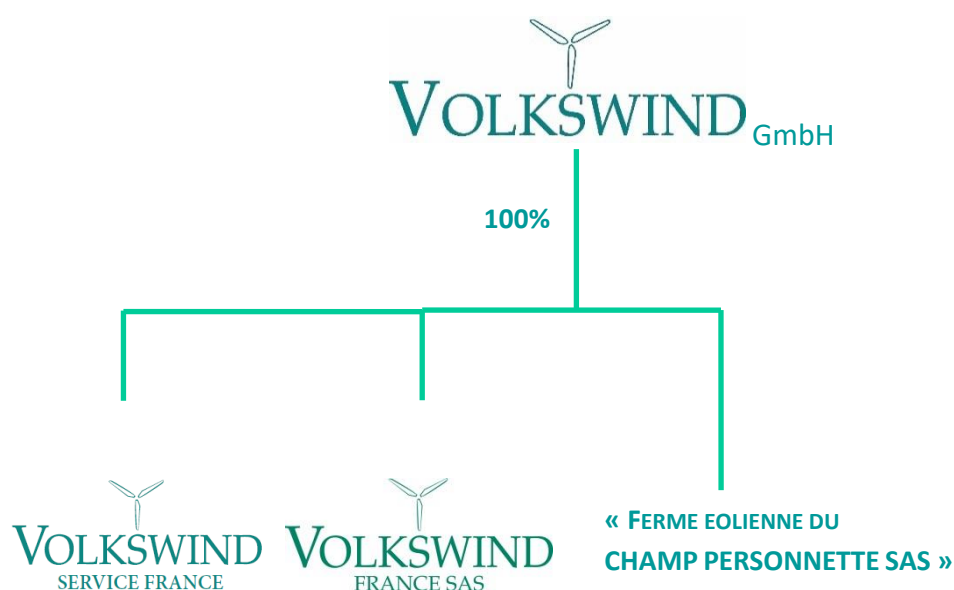 VOLKSWIND GmbH
100%
VOLKSWIND
SERVICE FRANCE
VOLKSWIND
FRANCE SAS
« FERME EOLIENNE DU
CHAMP PERSONNETTE SAS »